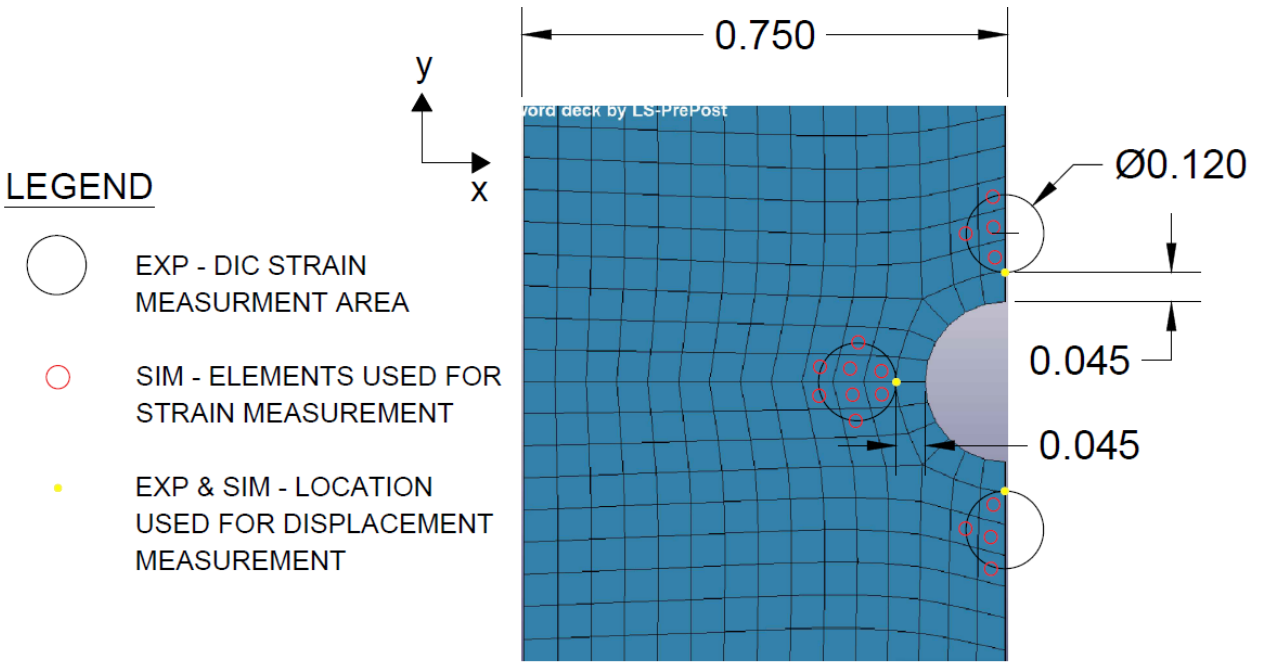 0.750
y
word deck by LS-PrePost
x
Ø0.120
LEGEND
EXP - DIC STRAIN
MEASURMENT AREA
0.045
SIM - ELEMENTS USED FOR
STRAIN MEASUREMENT
0.045
EXP & SIM - LOCATION
USED FOR DISPLACEMENT
MEASUREMENT